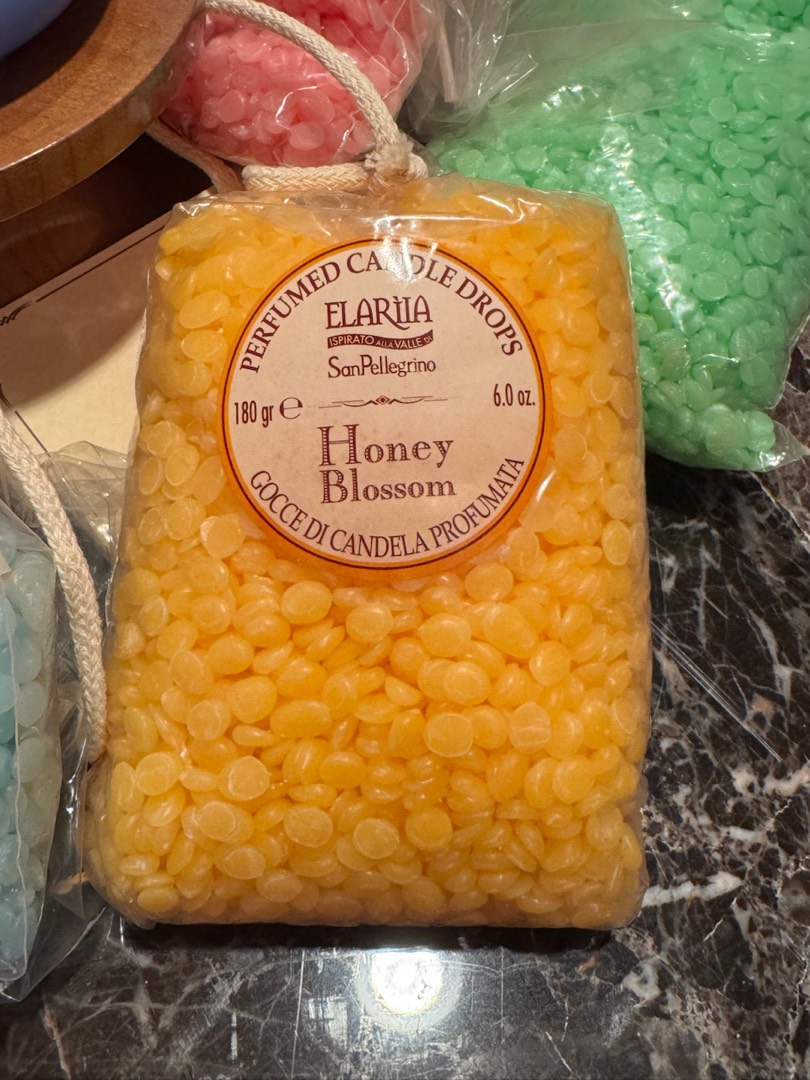 PERFUMED CANDLE DROPS
ELARÌIA
ISPIRATO ALLA VALLE DI
SanPellegrino
180 gr ℮
6.0 oz.
Honey
Blossom
GOCCE DI CANDELA PROFUMATA